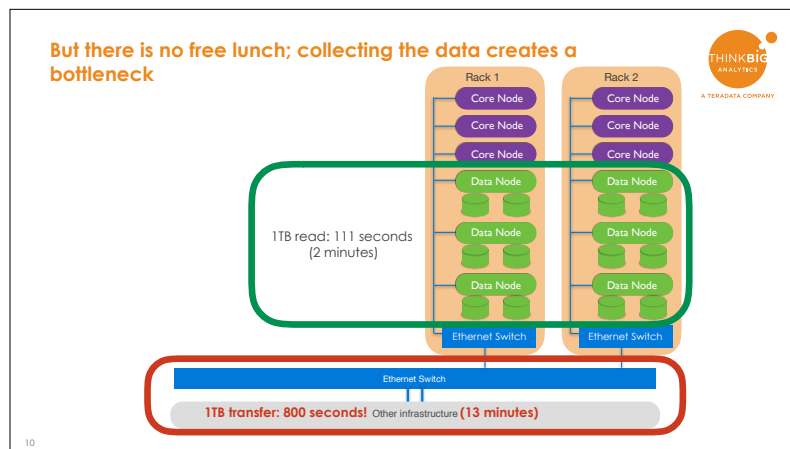 But there is no free lunch; collecting the data creates a
bottleneck
THINKBIG
ANALYTICS
A TERADATA COMPANY
Rack 1
Rack 2
Core Node
Core Node
Core Node
Core Node
Core Node
Core Node
Data Node
Data Node
1TB read: 111 seconds
(2 minutes)
Data Node
Data Node
Data Node
Data Node
Ethernet Switch
Ethernet Switch
Ethernet Switch
1TB transfer: 800 seconds! Other infrastructure (13 minutes)
10